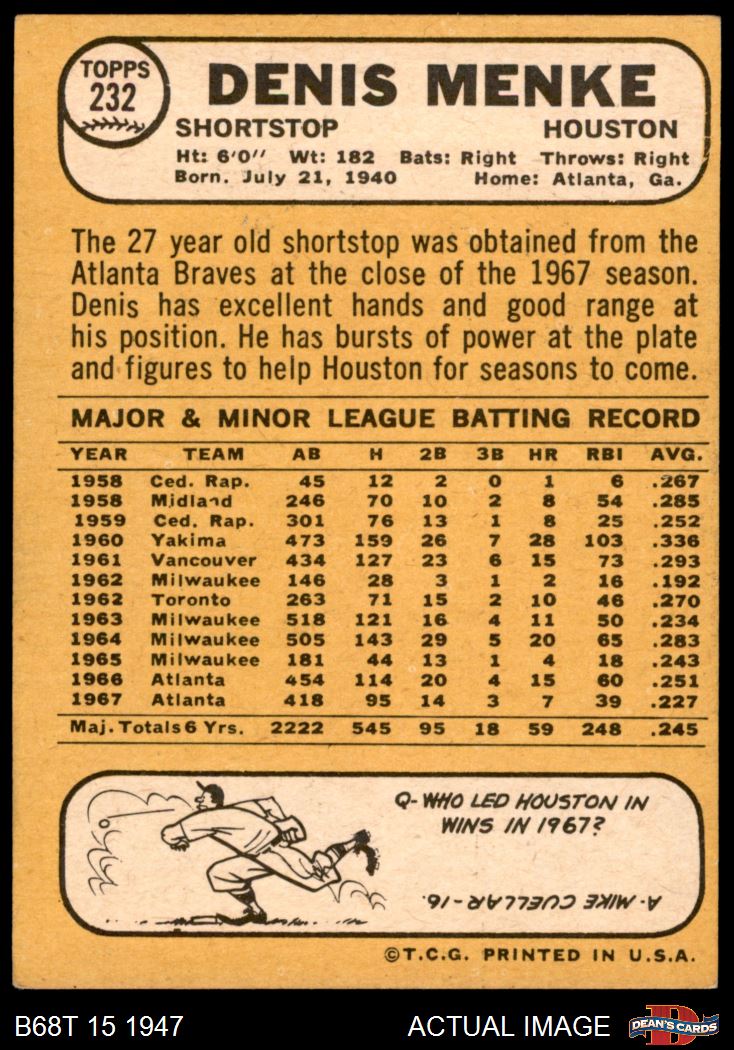 TOPPS
232
DENIS MENKE
SHORTSTOP HOUSTON
Ht: 6'0" Wt: 182 Bats: Right Throws: Right
Born. July 21, 1940 Home: Atlanta, Ga.
The 27 year old shortstop was obtained from the
Atlanta Braves at the close of the 1967 season.
Denis has excellent hands and good range at
his position. He has bursts of power at the plate
and figures to help Houston for seasons to come.
MAJOR & MINOR LEAGUE BATTING RECORD
YEAR TEAM AB H 2B 3B HR RBI AVG.
1958 Ced. Rap. 45 12 2 0 1 6 .267
1958 Midland 246 70 10 2 8 54 .285
1959 Ced. Rap. 301 76 13 1 8 25 .252
1960 Yakima 473 159 26 7 28 103 .336
1961 Vancouver 434 127 23 6 15 73 .293
1962 Milwaukee 146 28 3 1 2 16 .192
1962 Toronto 263 71 15 2 10 46 .270
1963 Milwaukee 518 121 16 4 11 50 .234
1964 Milwaukee 505 143 29 5 20 65 .283
1965 Milwaukee 181 44 13 1 4 18 .243
1966 Atlanta 454 114 20 4 15 60 .251
1967 Atlanta 418 95 14 3 7 39 .227
Maj. Totals 6 Yrs. 2222 545 95 18 59 248 .245
Q- WHO LED HOUSTON IN
WINS IN 1967?
A- MIKE CUELLAR - 16.
©T.C.G. PRINTED IN U.S.A.
B68T 15 1947 ACTUAL IMAGE
D
DEAN'S CARDS